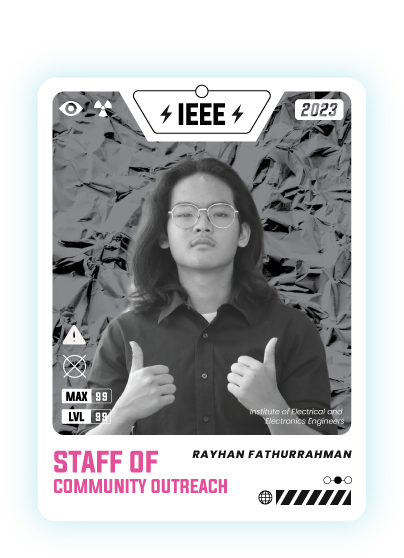 IEEE
2023
MAX 99
LVL 99
Institute of Electrical and
Electronics Engineers
STAFF OF
COMMUNITY OUTREACH
RAYHAN FATHURRAHMAN